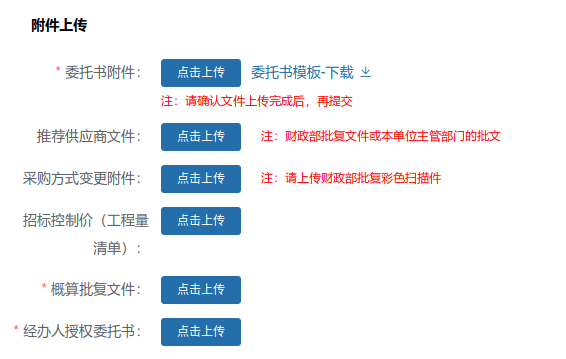 附件上传
* 委托书附件： 点击上传 委托书模板-下载
注：请确认文件上传完成后，再提交
推荐供应商文件： 点击上传 注：财政部批复文件或本单位主管部门的批文
采购方式变更附件： 点击上传 注：请上传财政部批复彩色扫描件
招标控制价（工程量 点击上传
清单）：
* 概算批复文件： 点击上传
* 经办人授权委托书： 点击上传